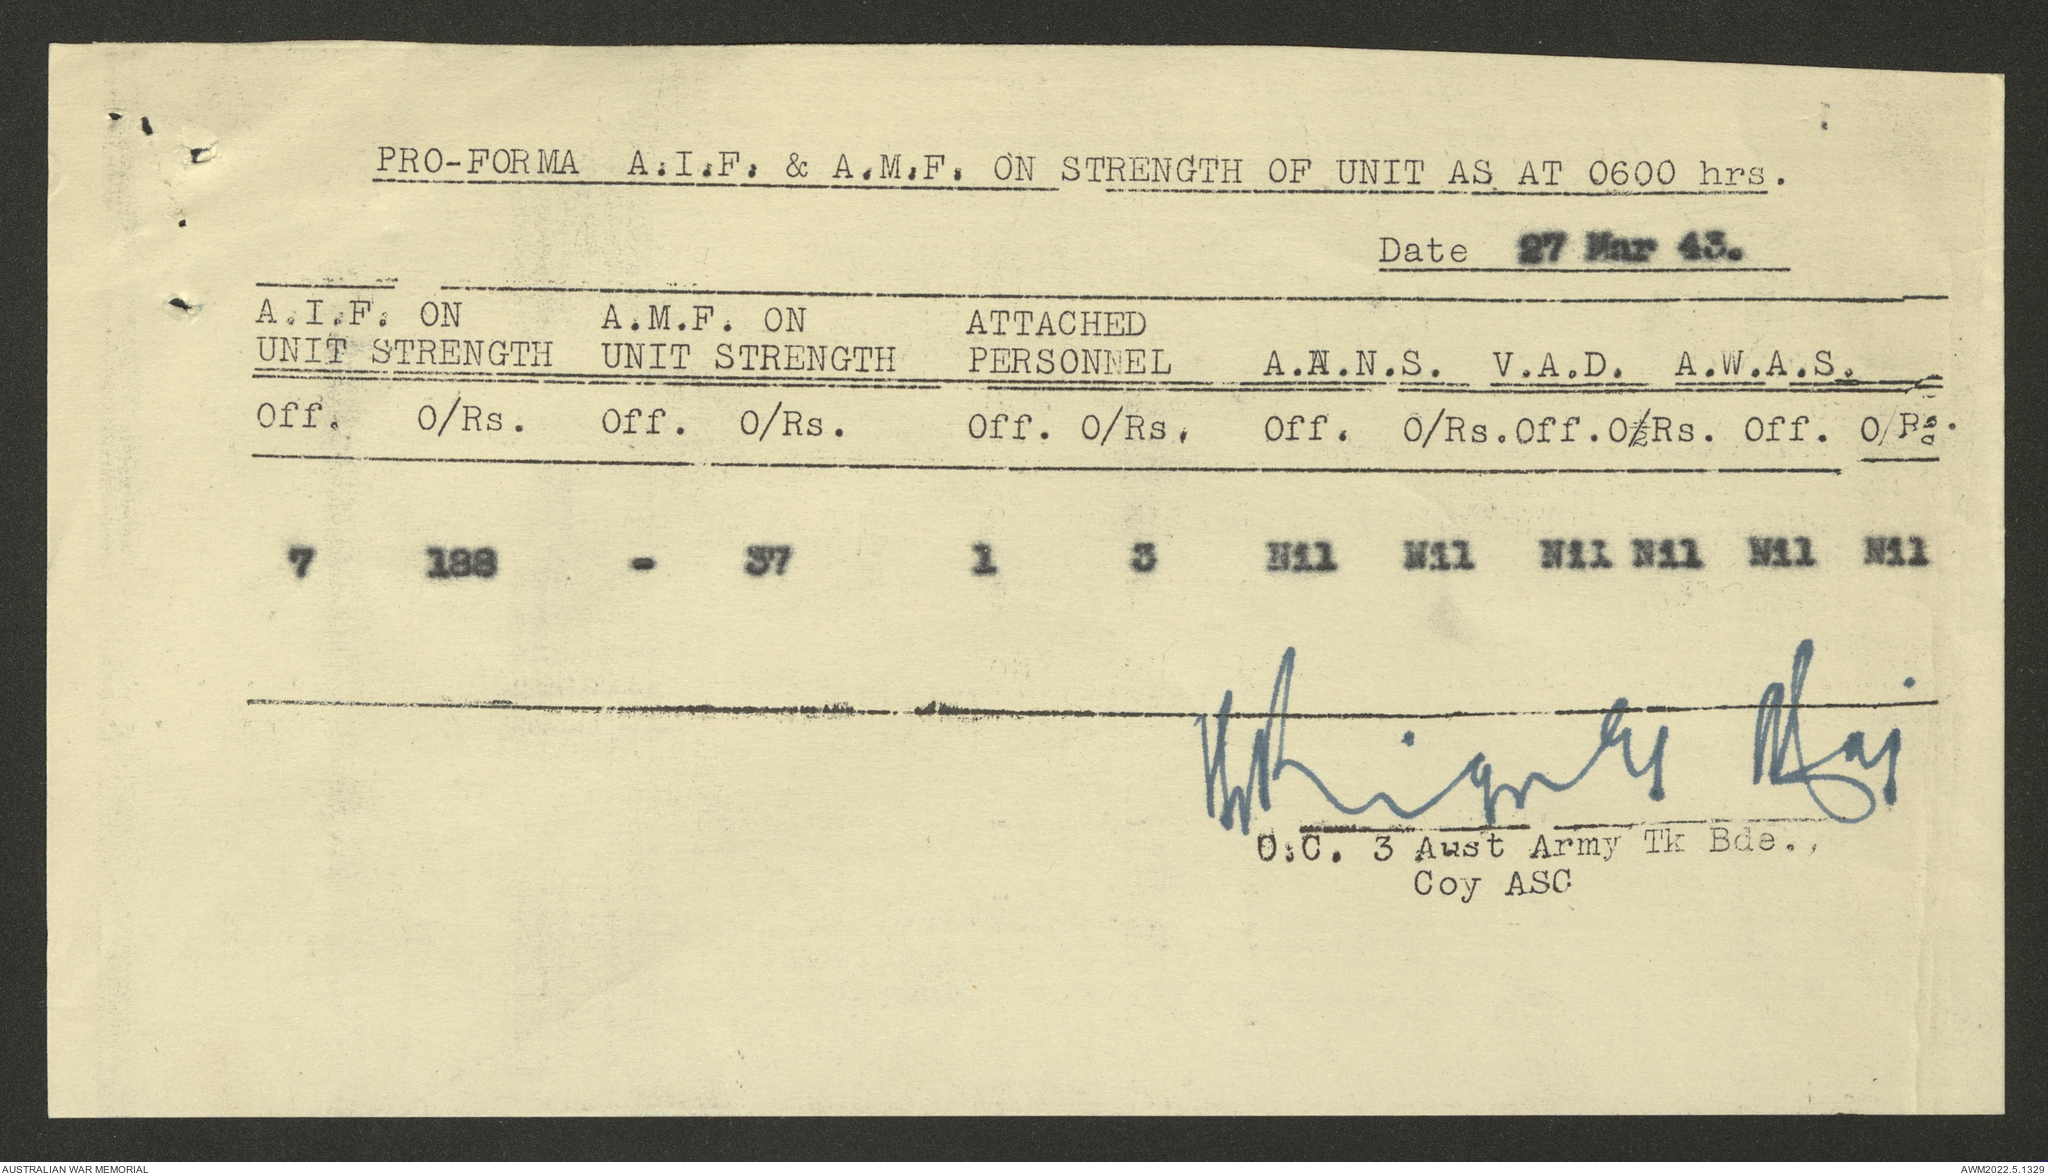 PRO-FORMA A.I.F. & A.M.F. ON STRENGTH OF UNIT AS AT 0600 hrs.
Date 27 Mar 43.
A.I.F. ON A.M.F. ON ATTACHED
UNIT STRENGTH UNIT STRENGTH PERSONNEL A.A.N.S. V.A.D. A.W.A.S.
Off. O/Rs. Off. O/Rs. Off. O/Rs. Off. O/Rs. Off. O/Rs. Off. O/Rs.
7 188 - 37 1 3 Nil Nil Nil Nil Nil Nil
Maj
O.C. 3 Aust Army Tk Bde.,
Coy ASC
AUSTRALIAN WAR MEMORIAL
AWM2022.5.1329